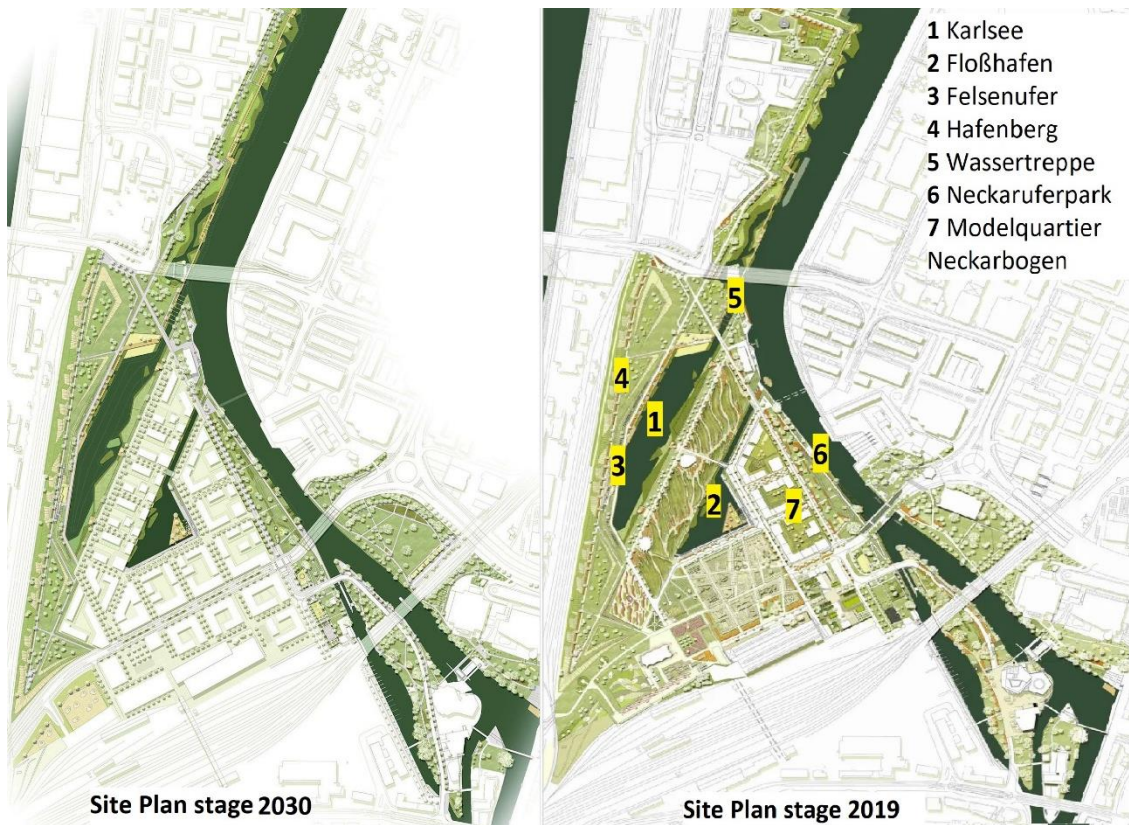 1 Karlsee
2 Floßhafen
3 Felsenufer
4 Hafenberg
5 Wassertreppe
6 Neckaruferpark
7 Modelquartier
Neckarbogen
5
4
1
6
3
2
7
Site Plan stage 2030
Site Plan stage 2019